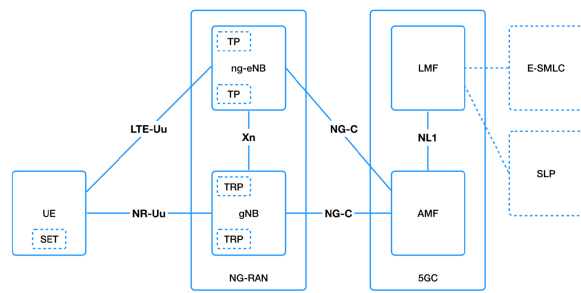 TP
ng-eNB
TP
LTE-Uu
Xn
NG-C
LMF
E-SMLC
NL1
SLP
UE
SET
NR-Uu
TRP
gNB
TRP
NG-C
AMF
NG-RAN
5GC